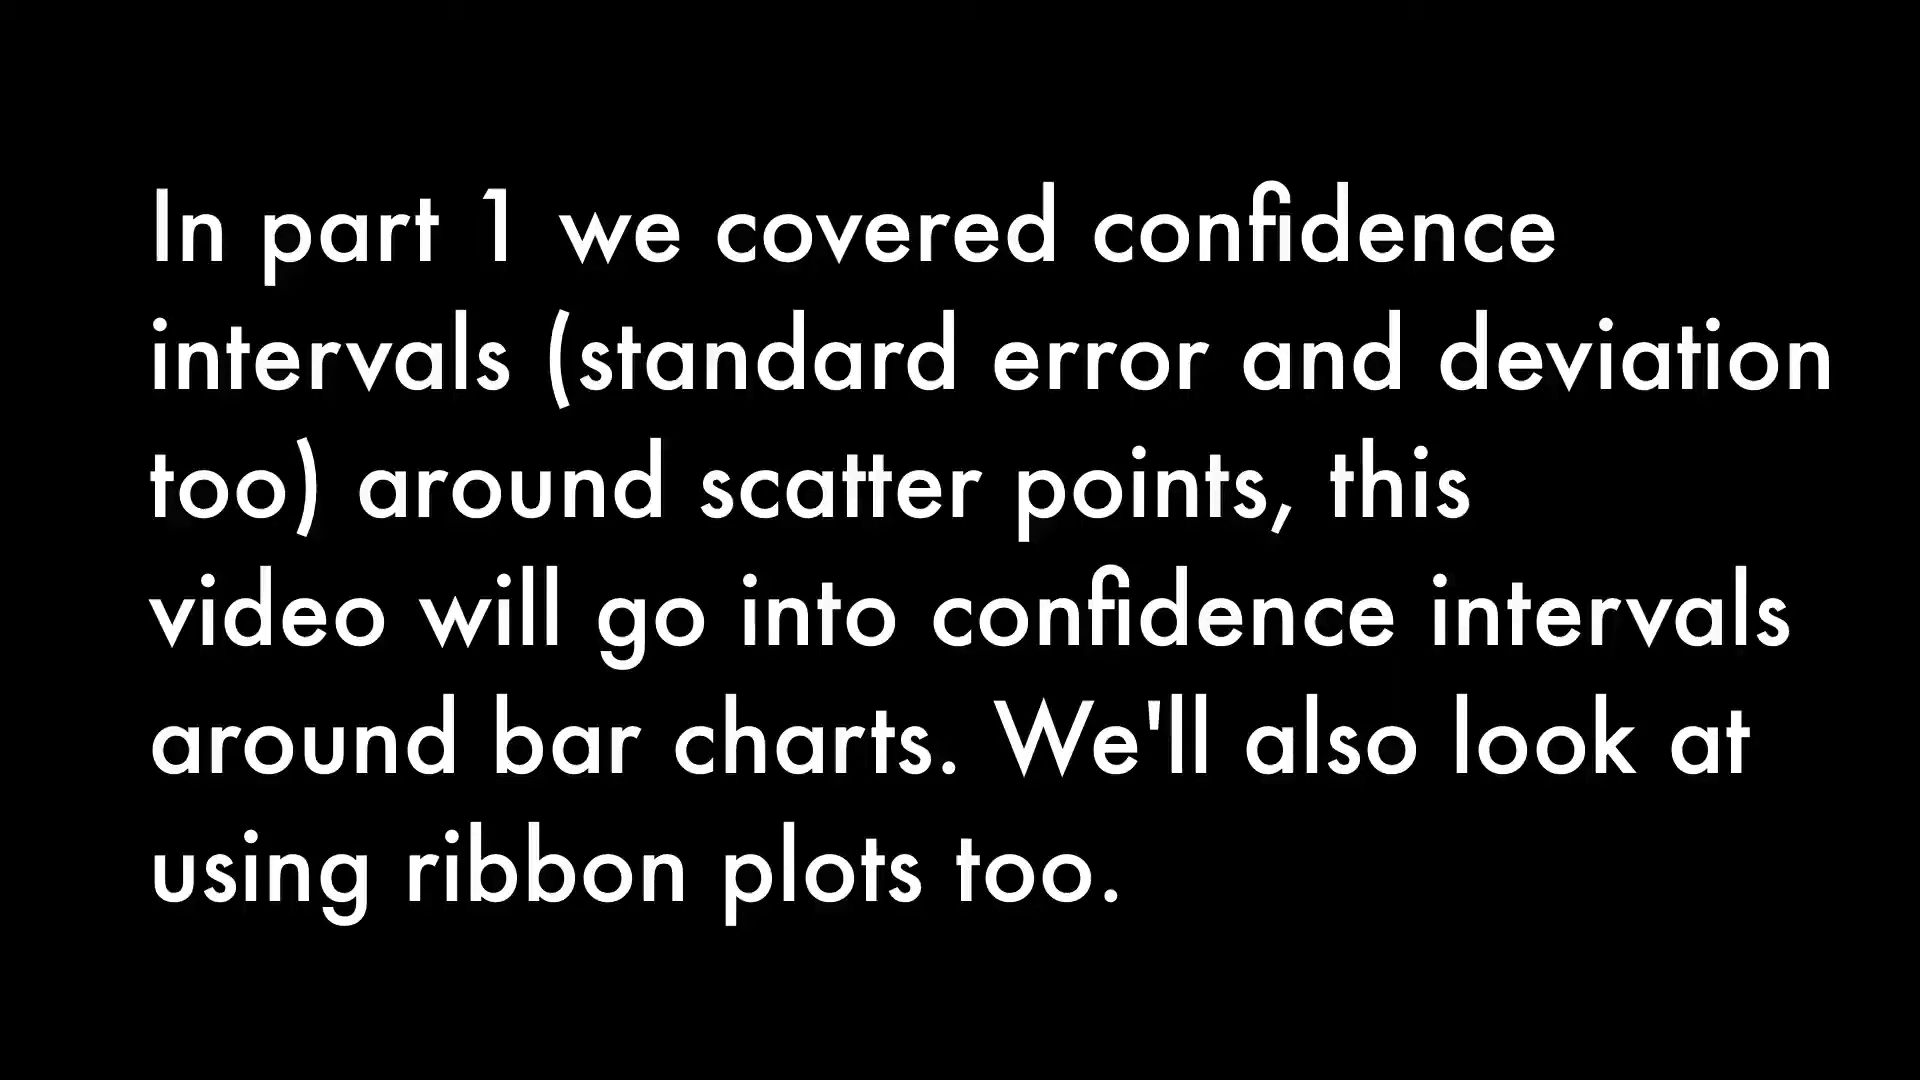 In part 1 we covered confidence
intervals (standard error and deviation
too) around scatter points, this
video will go into confidence intervals
around bar charts. We'll also look at
using ribbon plots too.